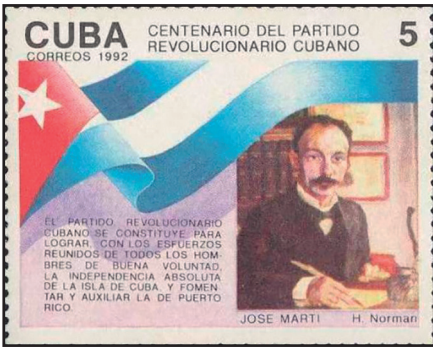 CUBA
CORREOS 1992
CENTENARIO DEL PARTIDO
REVOLUCIONARIO CUBANO
5
EL PARTIDO REVOLUCIONARIO
CUBANO SE CONSTITUYE PARA
LOGRAR, CON LOS ESFUERZOS
REUNIDOS DE TODOS LOS HOM-
BRES DE BUENA VOLUNTAD,
LA INDEPENDENCIA ABSOLUTA
DE LA ISLA DE CUBA, Y FOMEN-
TAR Y AUXILIAR LA DE PUERTO
RICO.
JOSE MARTI H. Norman